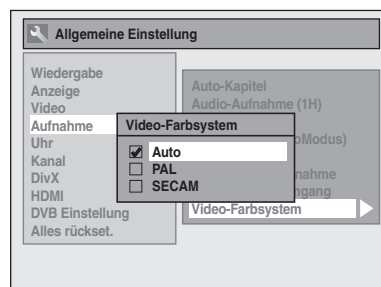 Allgemeine Einstellung
Wiedergabe
Anzeige
Video
Aufnahme
Uhr
Kanal
DivX
HDMI
DVB Einstellung
Alles rückset.
Auto-Kapitel
Audio-Aufnahme (1H)
Video-Farbsystem
Auto
PAL
SECAM
Video-Farbsystem